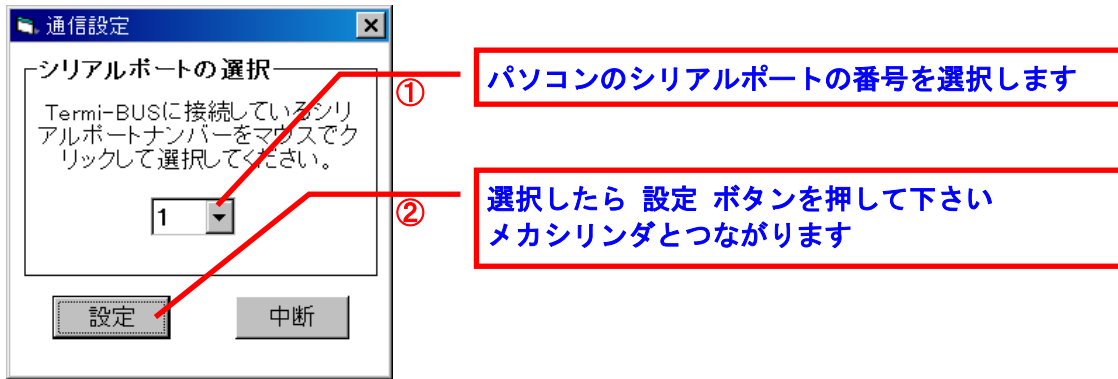 通信設定
シリアルポートの選択
Termi-BUSに接続しているシリ
アルポートナンバーをマウスでク
リックして選択してください。
1
設定
中断
①
パソコンのシリアルポートの番号を選択します
②
選択したら 設定 ボタンを押して下さい
メカシリンダとつながります